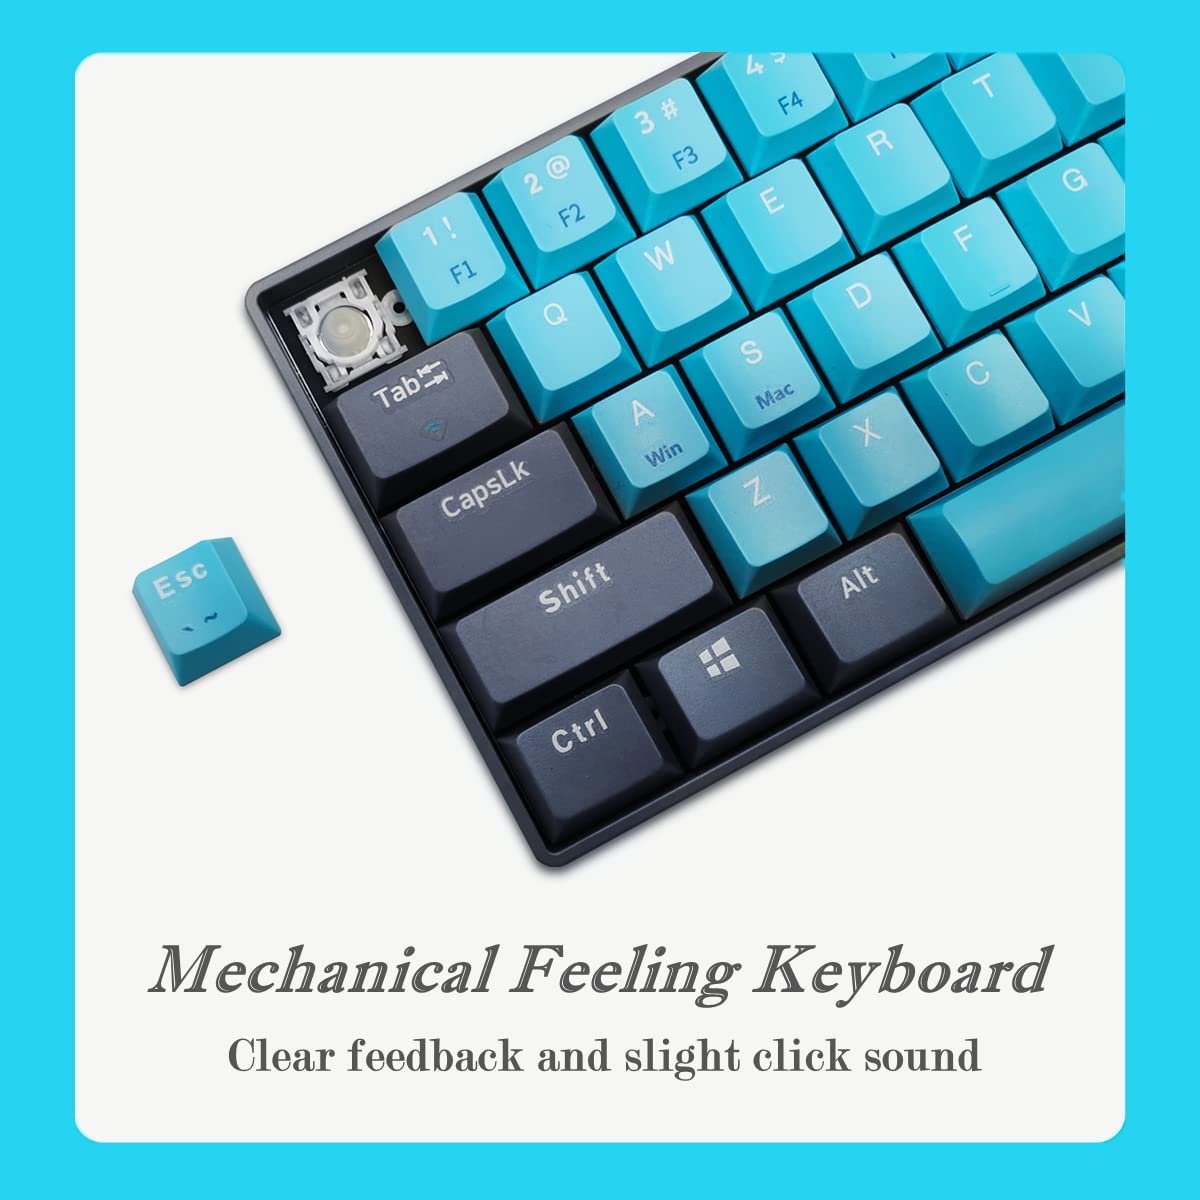 1 ! 2 @ 3 # 4 $
F1 F2 F3 F4
Tab Q W E R T
CapsLk A S D F G
Win Mac
Shift Z X C V
Ctrl Alt
Esc
` ~
Mechanical Feeling Keyboard
Clear feedback and slight click sound